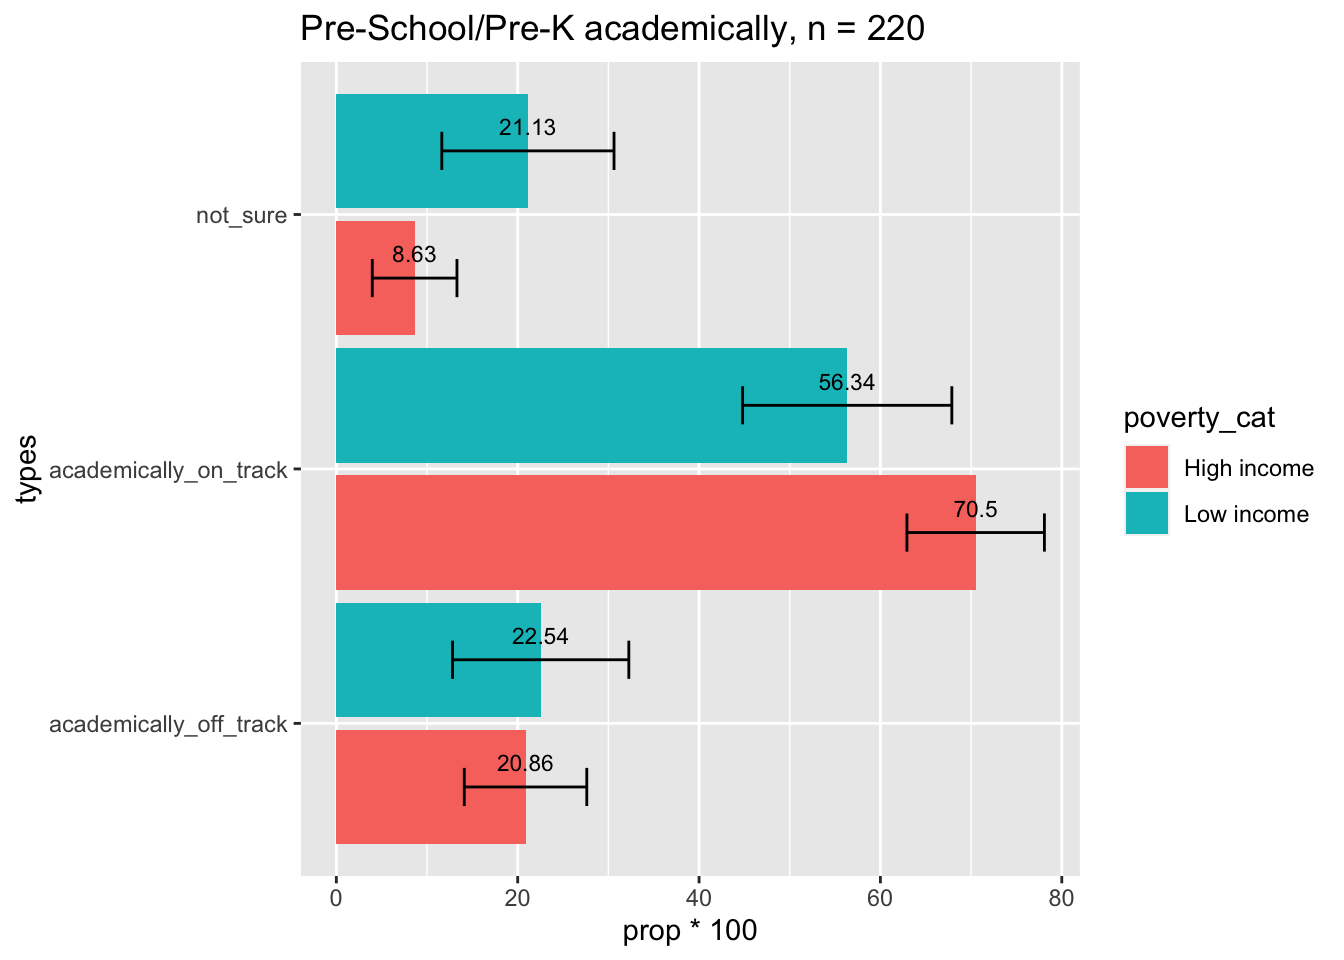 Pre-School/Pre-K academically, n = 220
types
not_sure
academically_on_track
academically_off_track
21.13
8.63
56.34
70.5
22.54
20.86
0 20 40 60 80
prop * 100
poverty_cat
High income
Low income